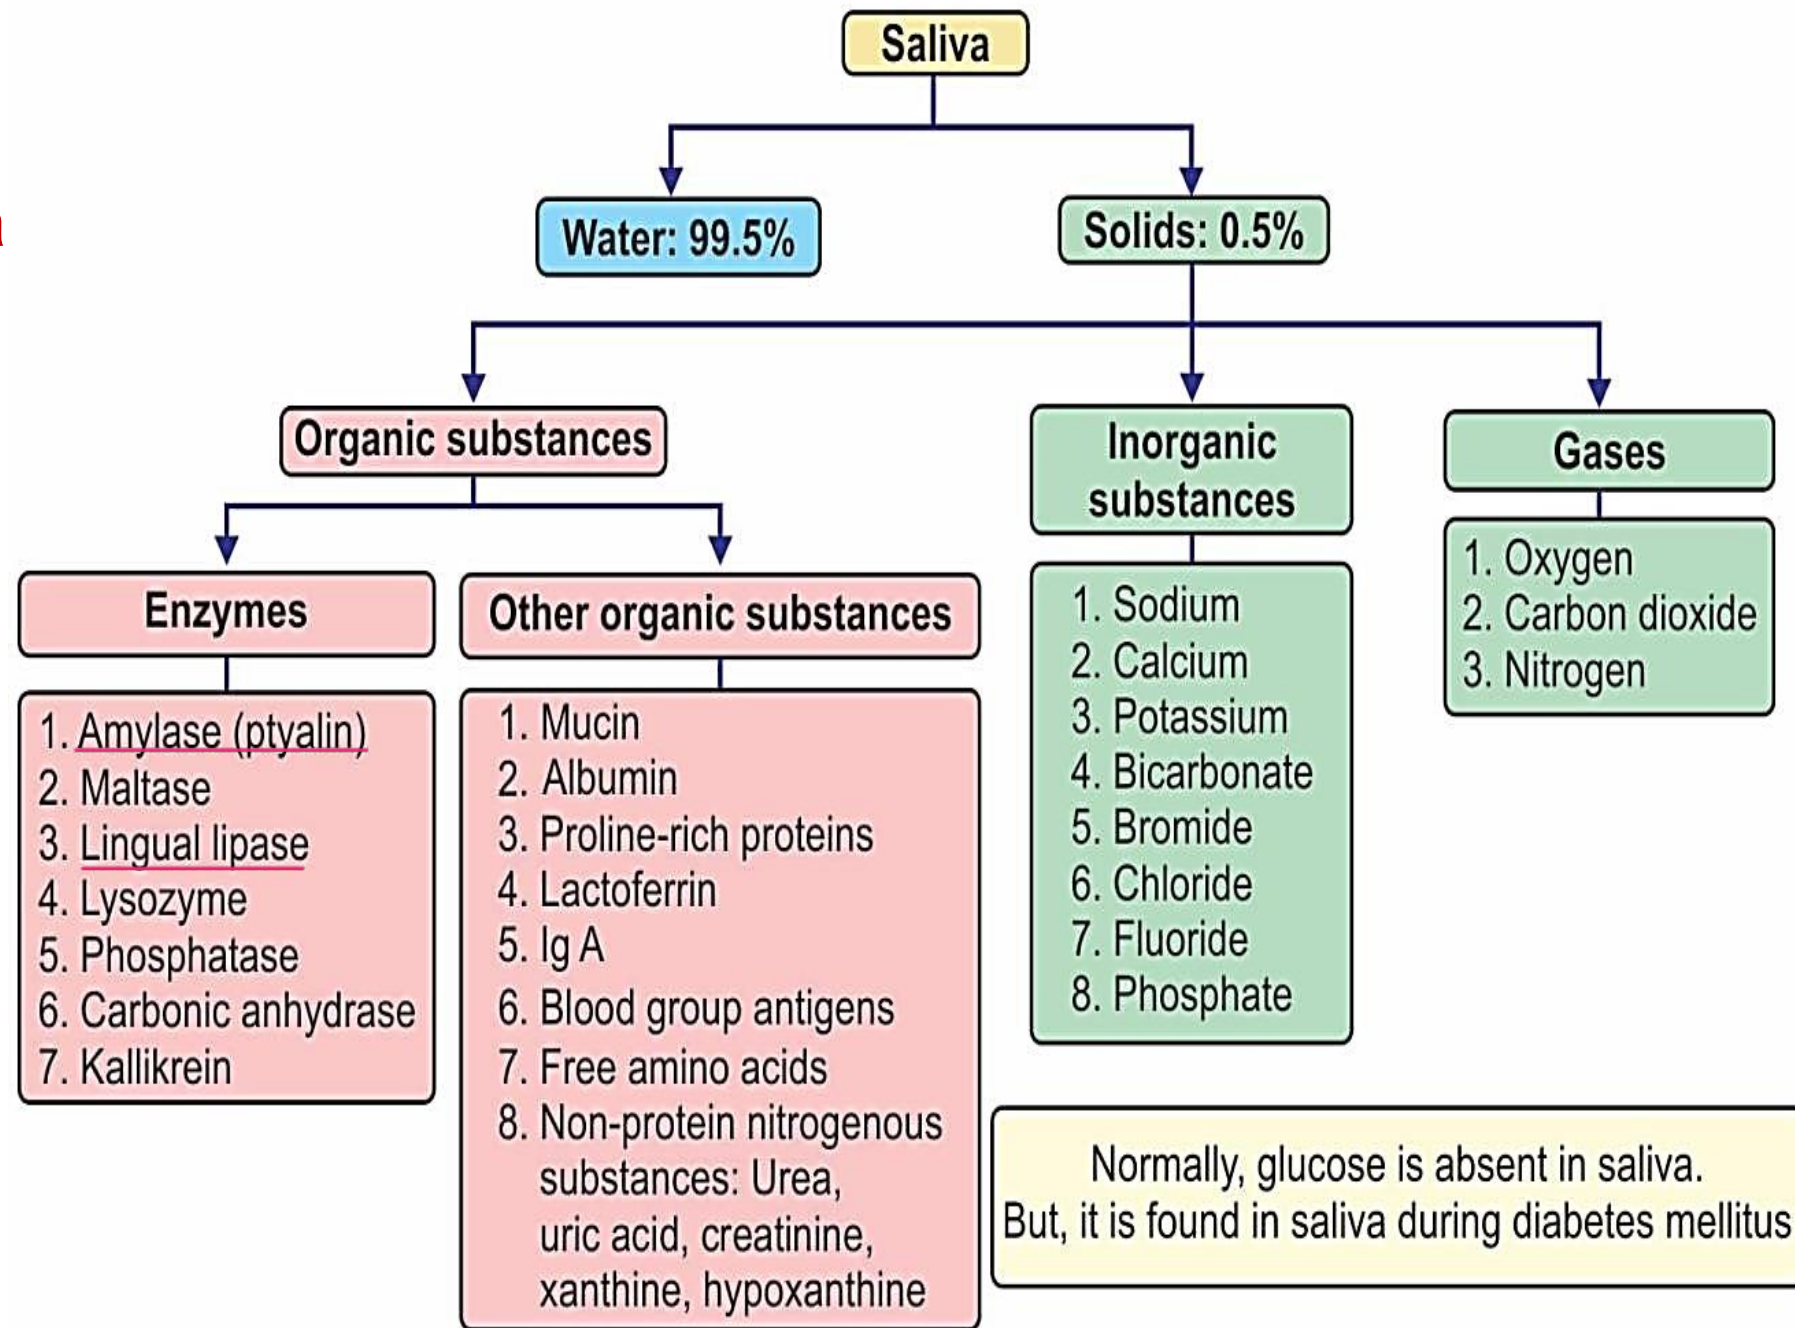 Saliva
Water: 99.5%
Solids: 0.5%
Organic substances
Inorganic
substances
Gases
Enzymes
Other organic substances
1. Amylase (ptyalin)
2. Maltase
3. Lingual lipase
4. Lysozyme
5. Phosphatase
6. Carbonic anhydrase
7. Kallikrein
1. Mucin
2. Albumin
3. Proline-rich proteins
4. Lactoferrin
5. Ig A
6. Blood group antigens
7. Free amino acids
8. Non-protein nitrogenous
substances: Urea,
uric acid, creatinine,
xanthine, hypoxanthine
1. Sodium
2. Calcium
3. Potassium
4. Bicarbonate
5. Bromide
6. Chloride
7. Fluoride
8. Phosphate
1. Oxygen
2. Carbon dioxide
3. Nitrogen
Normally, glucose is absent in saliva.
But, it is found in saliva during diabetes mellitus